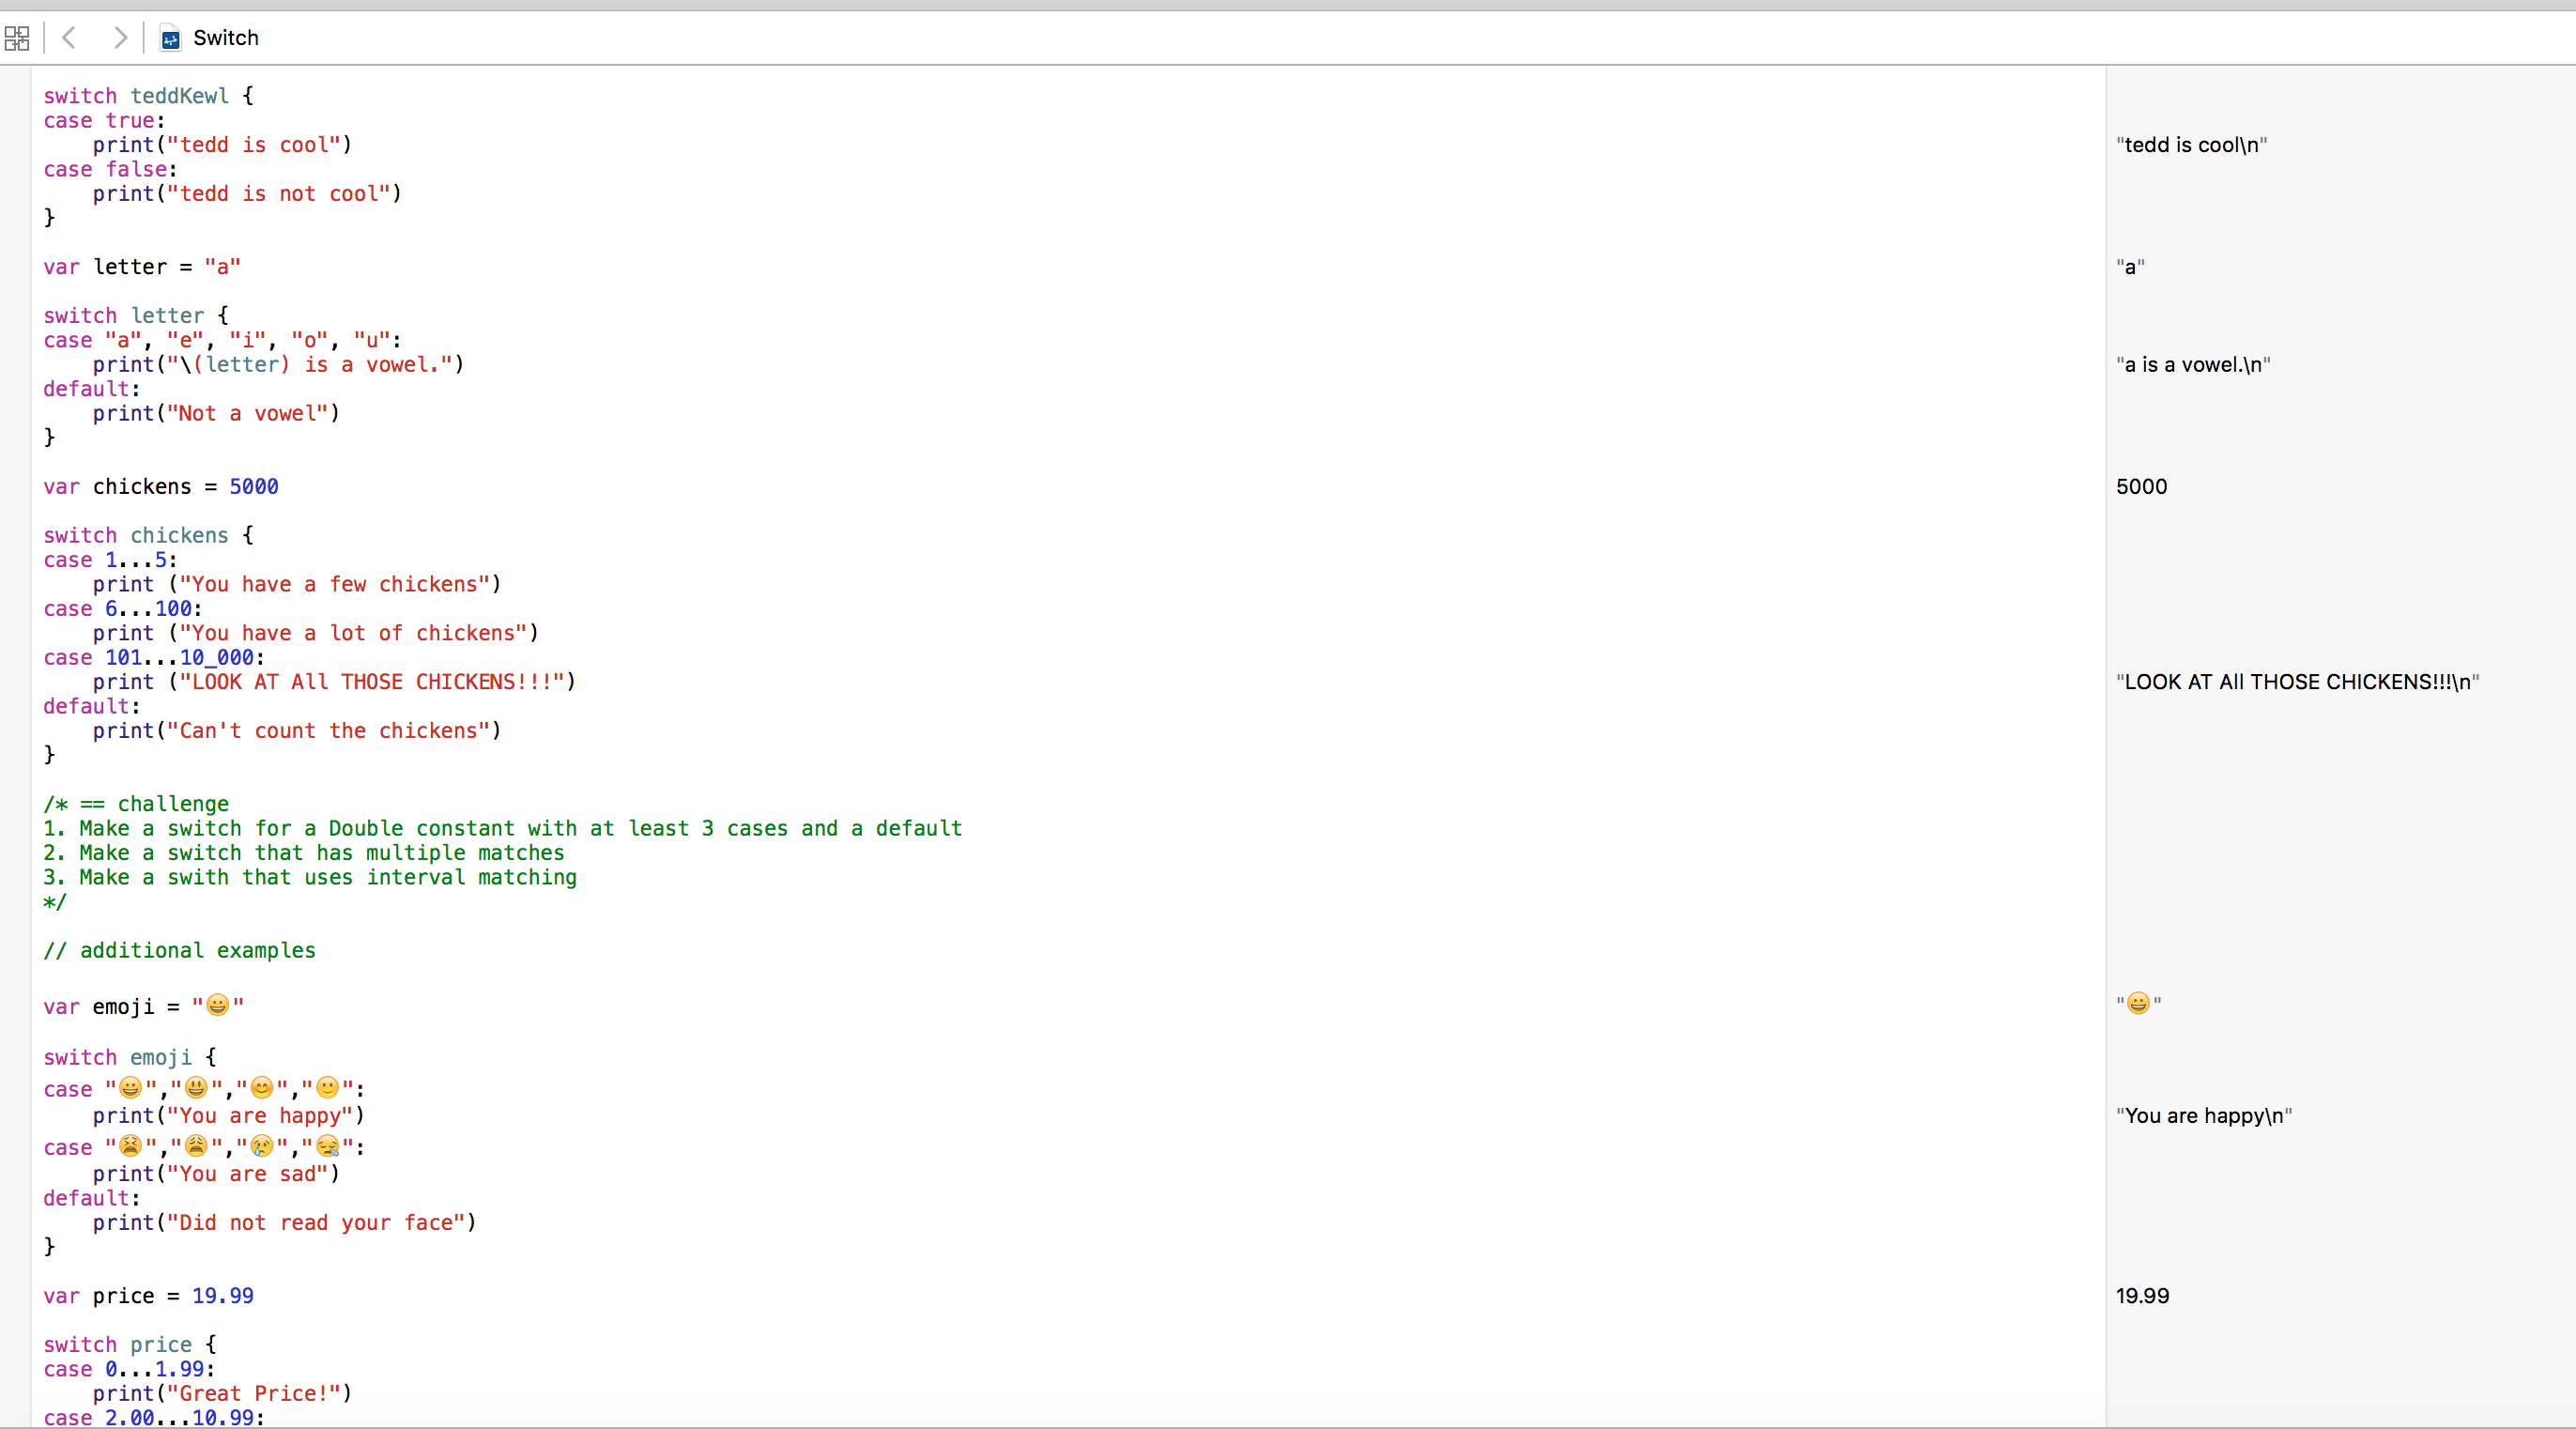 Switch
switch teddKewl {
case true:
    print("tedd is cool")
"tedd is cool\n"
case false:
    print("tedd is not cool")
}
var letter = "a"
"a"
switch letter {
case "a", "e", "i", "o", "u":
    print("\(letter) is a vowel.")
"a is a vowel.\n"
default:
    print("Not a vowel")
}
var chickens = 5000
5000
switch chickens {
case 1...5:
    print ("You have a few chickens")
case 6...100:
    print ("You have a lot of chickens")
case 101...10_000:
    print ("LOOK AT All THOSE CHICKENS!!!")
"LOOK AT All THOSE CHICKENS!!!\n"
default:
    print("Can't count the chickens")
}
/* == challenge
1. Make a switch for a Double constant with at least 3 cases and a default
2. Make a switch that has multiple matches
3. Make a swith that uses interval matching
*/
// additional examples
var emoji = "😀"
"😀"
switch emoji {
case "😀","😃","😊","🙂":
    print("You are happy")
"You are happy\n"
case "😫","😩","😢","😪":
    print("You are sad")
default:
    print("Did not read your face")
}
var price = 19.99
19.99
switch price {
case 0...1.99:
    print("Great Price!")
case 2.00...10.99: